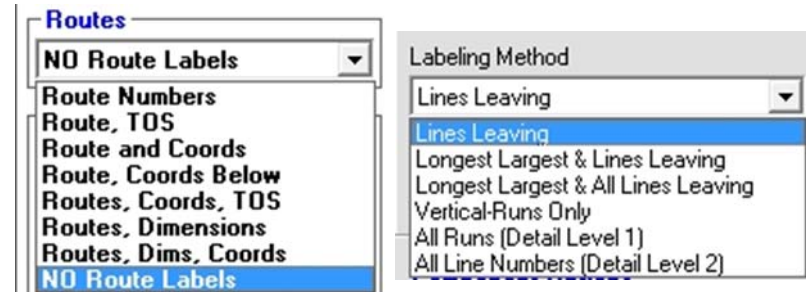 Routes
NO Route Labels
Route Numbers
Route, TOS
Route and Coords
Route, Coords Below
Routes, Coords, TOS
Routes, Dimensions
Routes, Dims, Coords
NO Route Labels
Labeling Method
Lines Leaving
Lines Leaving
Longest Largest & Lines Leaving
Longest Largest & All Lines Leaving
Vertical-Runs Only
All Runs (Detail Level 1)
All Line Numbers (Detail Level 2)